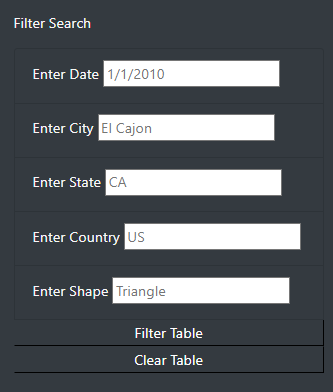 Filter Search
Enter Date 1/1/2010
Enter City El Cajon
Enter State CA
Enter Country US
Enter Shape Triangle
Filter Table
Clear Table